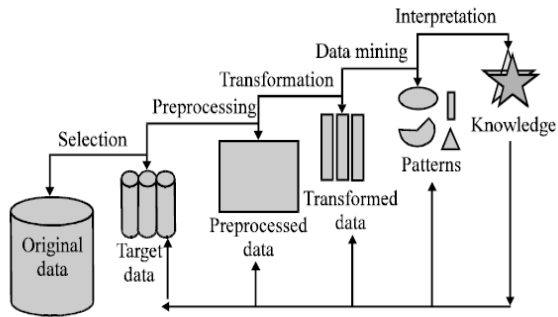 Interpretation
Data mining
Transformation
Preprocessing
Selection
Knowledge
Patterns
Transformed
data
Preprocessed
data
Target
data
Original
data